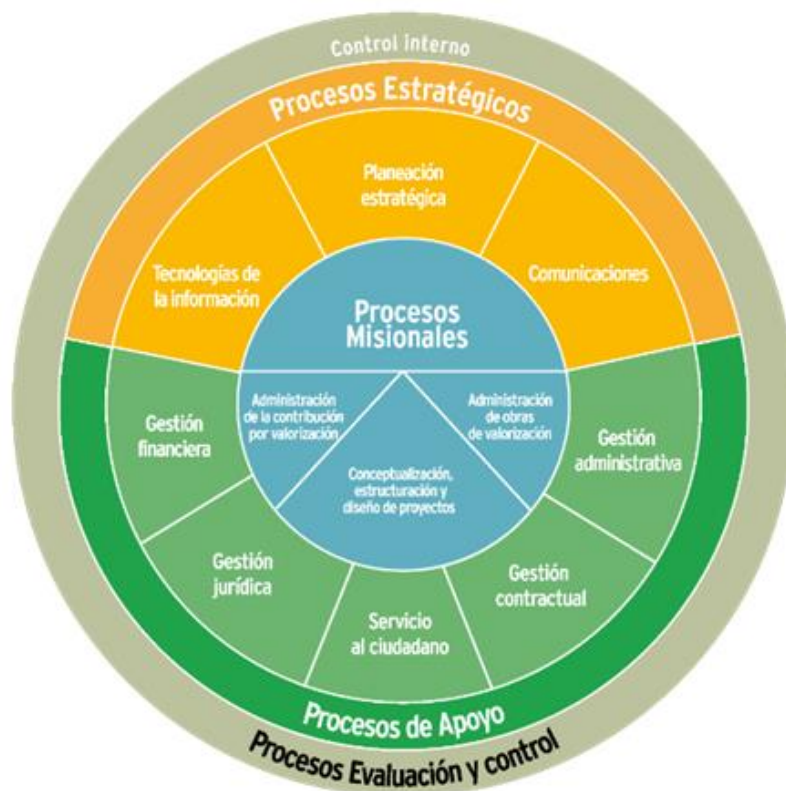 Control interno
Procesos Estratégicos
Planeación
estratégica
Tecnologías de
la información
Comunicaciones
Procesos
Misionales
Administración
de la contribución
por valorización
Administración
de obras
de valorización
Conceptualización,
estructuración y
diseño de proyectos
Gestión
financiera
Gestión
administrativa
Gestión
jurídica
Gestión
contractual
Servicio
al ciudadano
Procesos de Apoyo
Procesos Evaluación y control